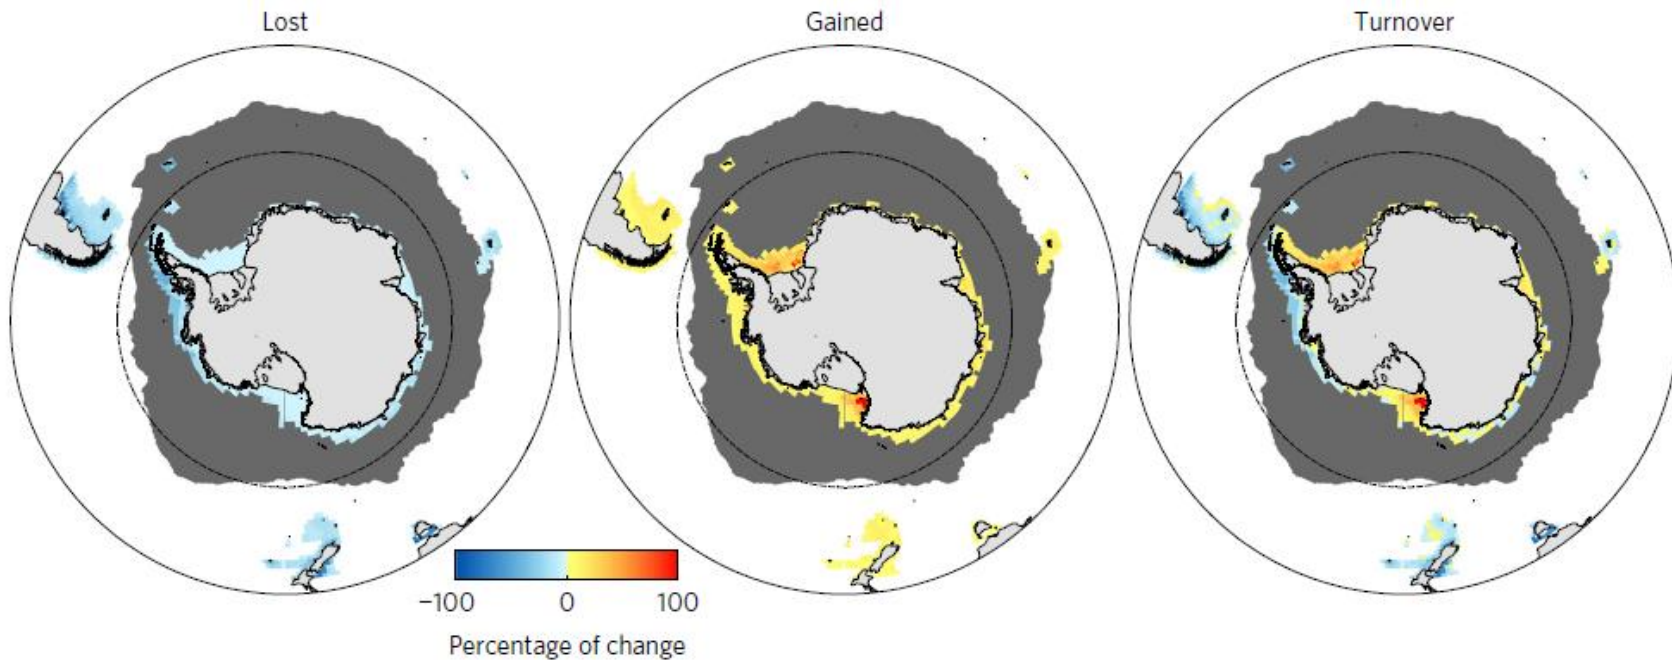 Lost
Gained
Turnover
−100
0
100
Percentage of change